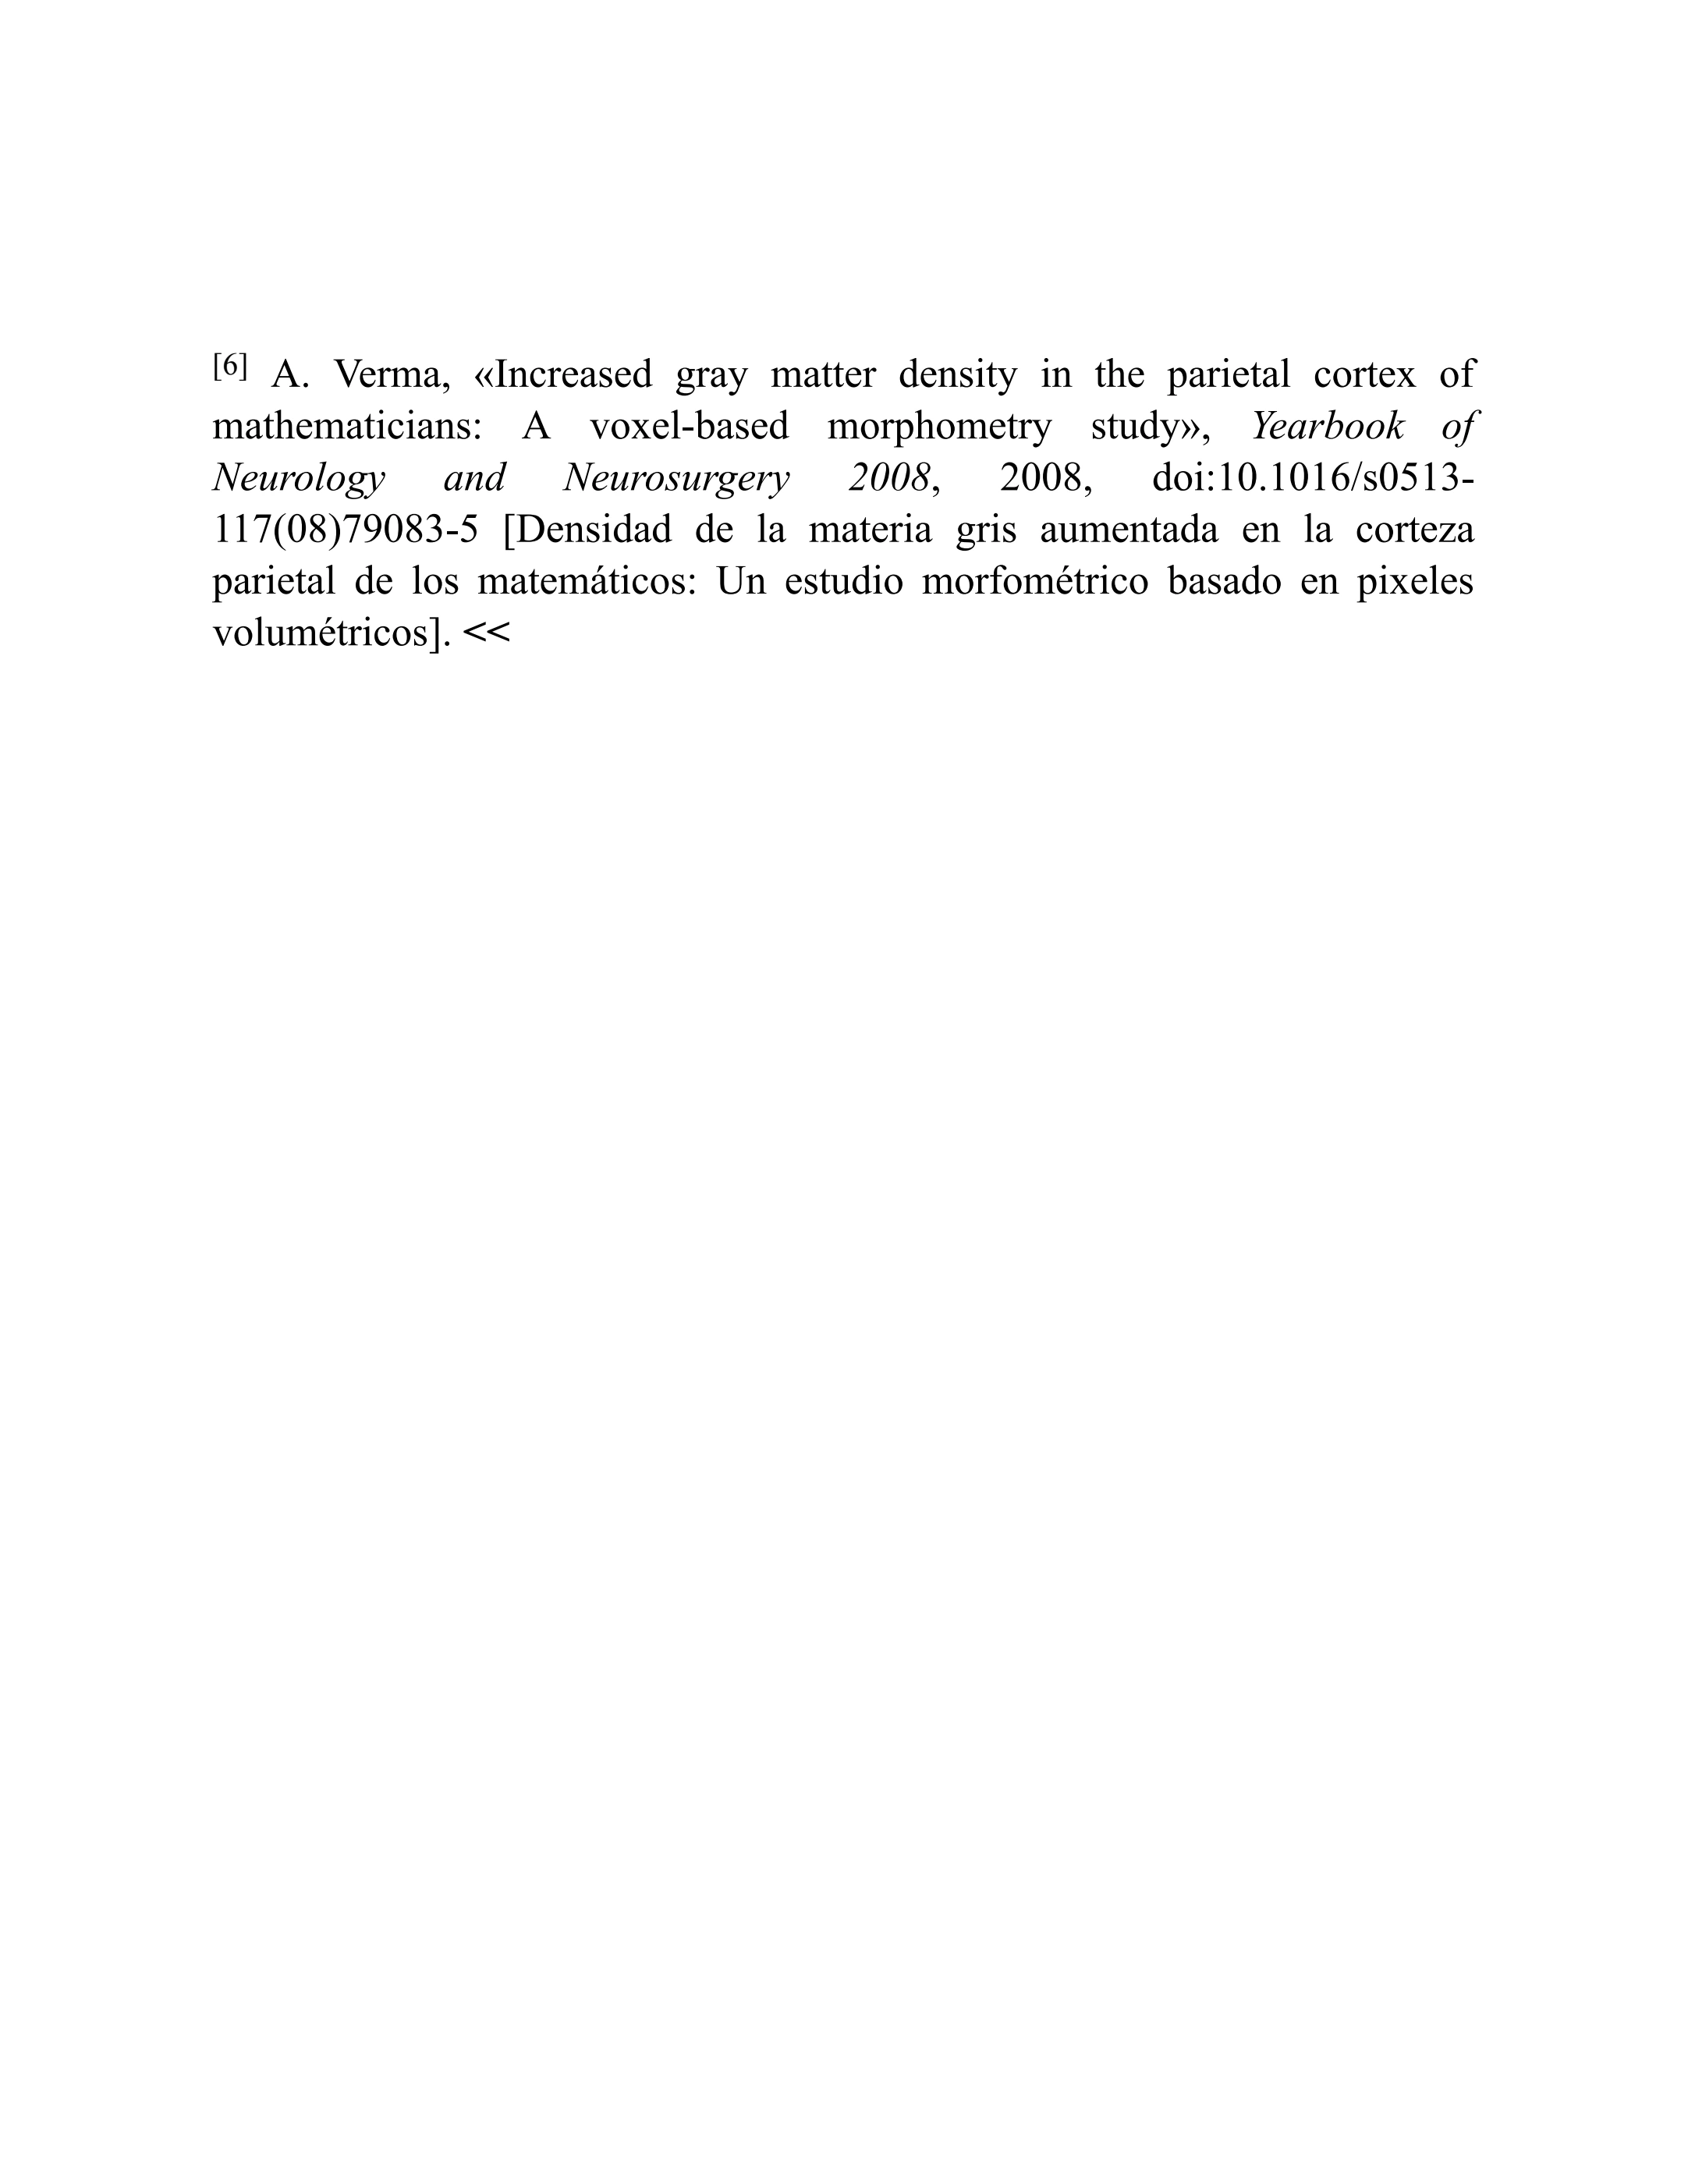 [6] A. Verma, «Increased gray matter density in the parietal cortex of
mathematicians: A voxel-based morphometry study», Yearbook of
Neurology and Neurosurgery 2008, 2008, doi:10.1016/s0513-
117(08)79083-5 [Densidad de la materia gris aumentada en la corteza
parietal de los matemáticos: Un estudio morfométrico basado en pixeles
volumétricos]. <<